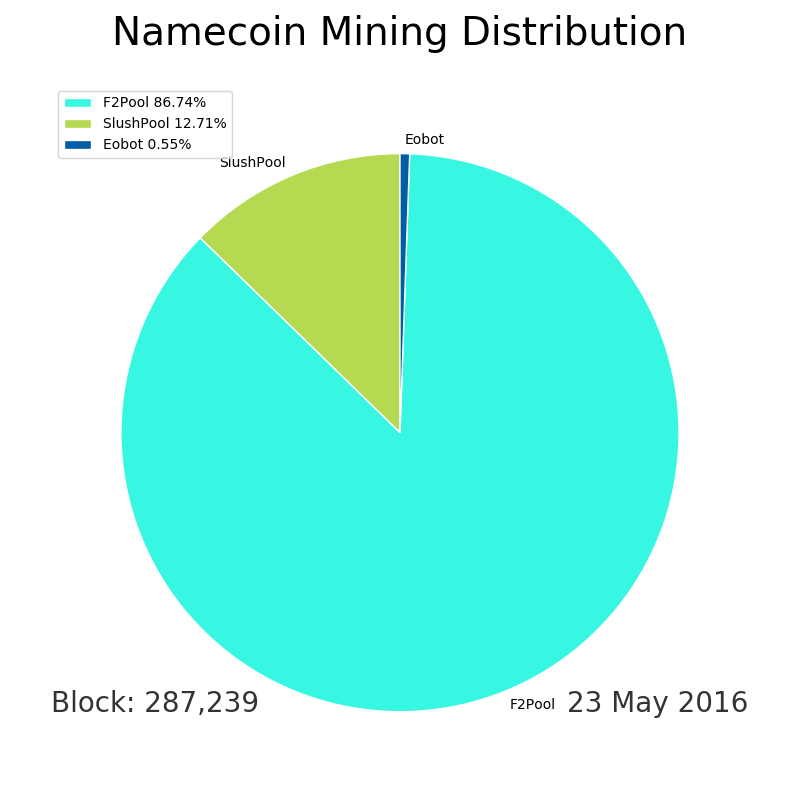 Namecoin Mining Distribution
F2Pool 86.74%
SlushPool 12.71%
Eobot 0.55%
Eobot
SlushPool
F2Pool
Block: 287,239
23 May 2016